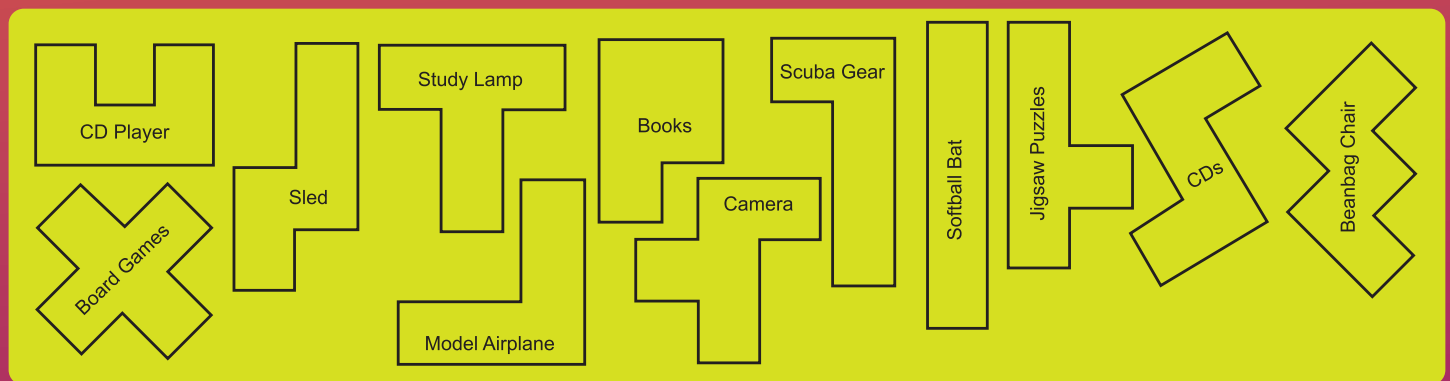 CD Player
Sled
Study Lamp
Books
Scuba Gear
Softball Bat
Jigsaw Puzzles
CDs
Beanbag Chair
Board Games
Model Airplane
Camera